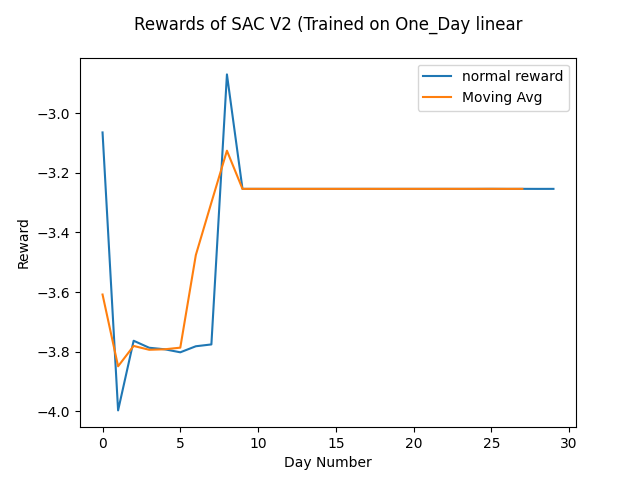 Rewards of SAC V2 (Trained on One_Day linear
normal reward
Moving Avg
Reward
−3.0
−3.2
−3.4
−3.6
−3.8
−4.0
0 5 10 15 20 25 30
Day Number